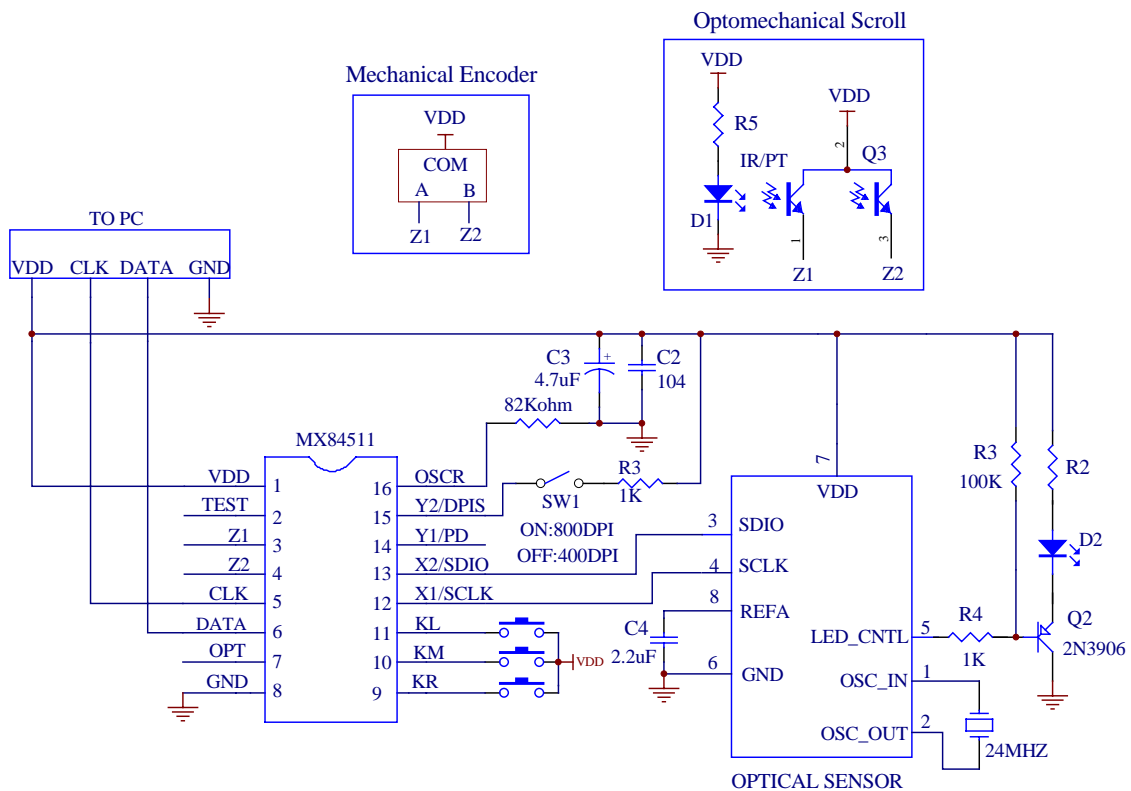 Optomechanical Scroll
VDD
R5
D1
IR/PT
VDD
2
Q3
1
3
Z1
Z2
Mechanical Encoder
VDD
COM
A B
Z1 Z2
TO PC
VDD CLK DATA GND
C3
+
4.7uF
C2
104
82Kohm
MX84511
VDD 1
TEST 2
Z1 3
Z2 4
CLK 5
DATA 6
OPT 7
GND 8
16 OSCR
15 Y2/DPIS
14 Y1/PD
13 X2/SDIO
12 X1/SCLK
11 KL
10 KM
9 KR
VDD
SW1
R3
1K
ON:800DPI
OFF:400DPI
C4
2.2uF
7
VDD
3 SDIO
4 SCLK
8 REFA
6 GND
LED_CNTL 5
OSC_IN 1
OSC_OUT 2
OPTICAL SENSOR
R4
1K
R3
100K
R2
D2
Q2
2N3906
24MHZ